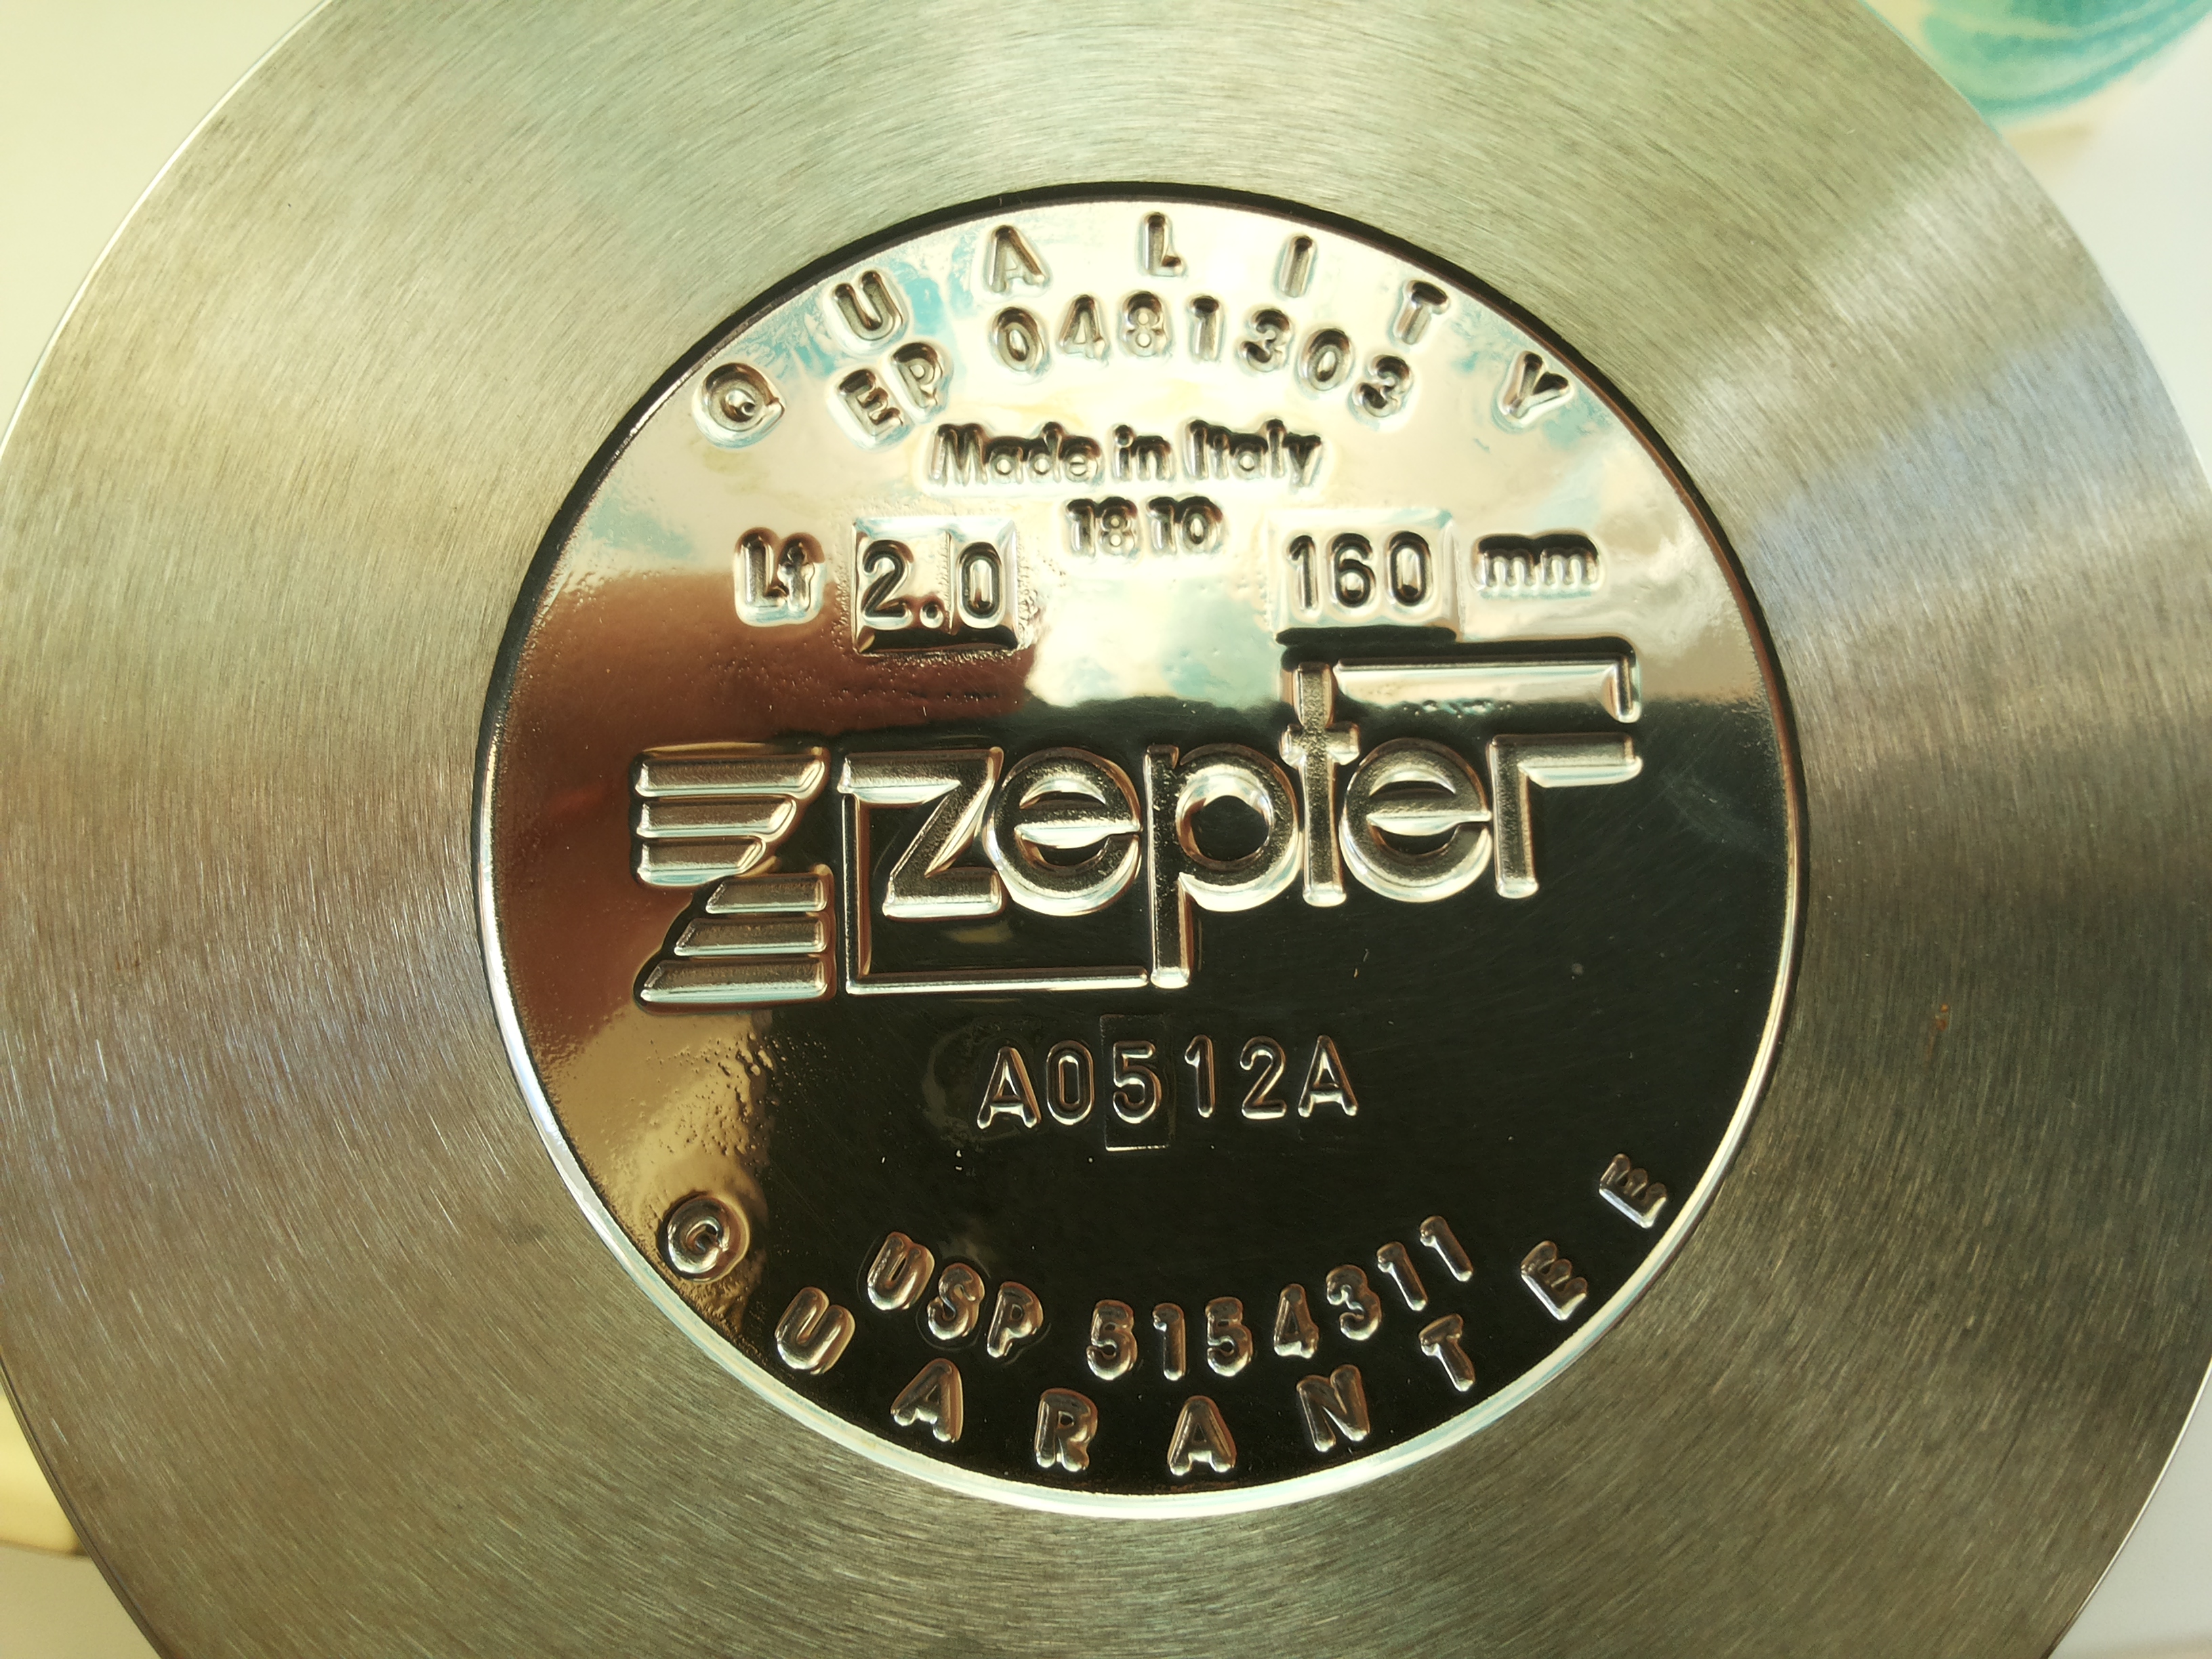 QUALITY
EP 0481303
Made in Italy
18 10
Lt 2.0 160 mm
zepter
A0512A
USP 5154311
GUARANTEE